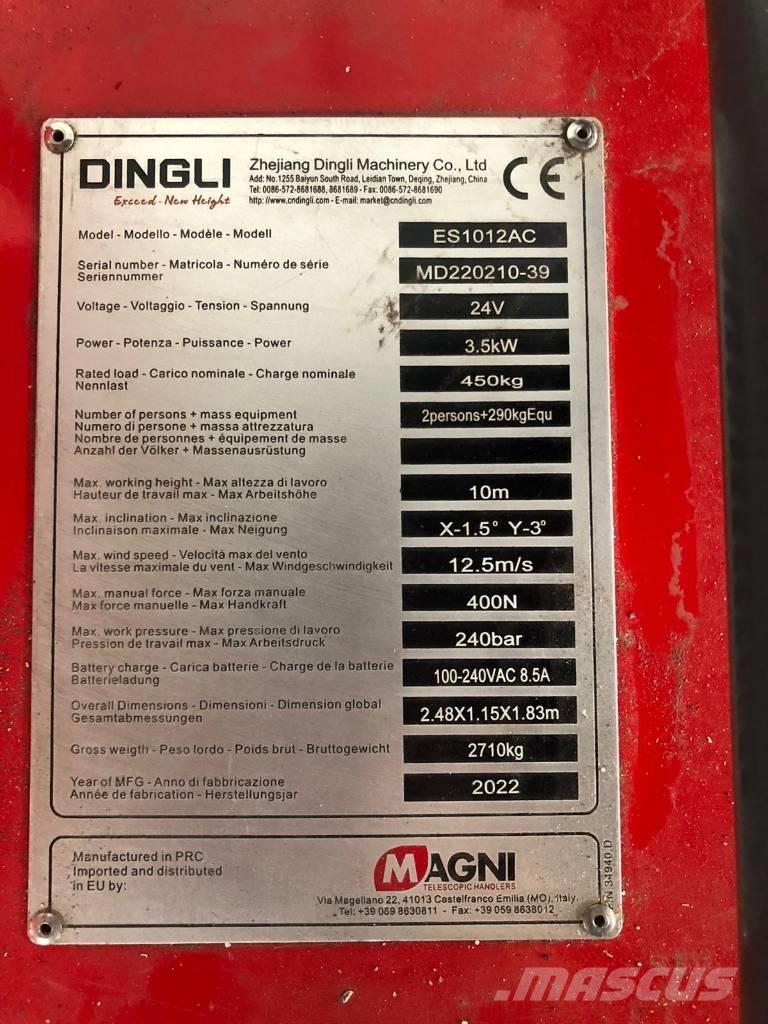 DINGLI
Exceed·New Height
Zhejiang Dingli Machinery Co., Ltd
Add: No.1255 Baiyun South Road, Leidian Town, Deqing, Zhejiang, China
Tel: 0086-572-8681688, 8681689 - Fax: 0086-572-8681690
http://www.cndingli.com - E-mail: market@cndingli.com
CE
Model - Modello - Modèle - Modell
ES1012AC
Serial number - Matricola - Numéro de série
Seriennummer
MD220210-39
Voltage - Voltaggio - Tension - Spannung
24V
Power - Potenza - Puissance - Power
3.5kW
Rated load - Carico nominale - Charge nominale
Nennlast
450kg
Number of persons + mass equipment
Numero di persone + massa attrezzatura
Nombre de personnes + équipement de masse
Anzahl der Völker + Massenausrüstung
2persons+290kgEqu
Max. working height - Max altezza di lavoro
Hauteur de travail max - Max Arbeitshöhe
10m
Max. inclination - Max inclinazione
Inclinaison maximale - Max Neigung
X-1.5° Y-3°
Max. wind speed - Velocità max del vento
La vitesse maximale du vent - Max Windgeschwindigkeit
12.5m/s
Max. manual force - Max forza manuale
Max force manuelle - Max Handkraft
400N
Max. work pressure - Max pressione di lavoro
Pression de travail max - Max Arbeitsdruck
240bar
Battery charge - Carica batterie - Charge de la batterie
Batterieladung
100-240VAC 8.5A
Overall Dimensions - Dimensioni - Dimension global
Gesamtabmessungen
2.48X1.15X1.83m
Gross weigth - Peso lordo - Poids brut - Bruttogewicht
2710kg
Year of MFG - Anno di fabbricazione
Année de fabrication - Herstellungsjar
2022
Manufactured in PRC
Imported and distributed
in EU by:
MAGNI
TELESCOPIC HANDLERS
Via Magellano 22, 41013 Castelfranco Emilia (MO), Italy.
Tel: +39 059 8630811 - Fax: +39 059 8638012
P/N 34940.D
MASCUS